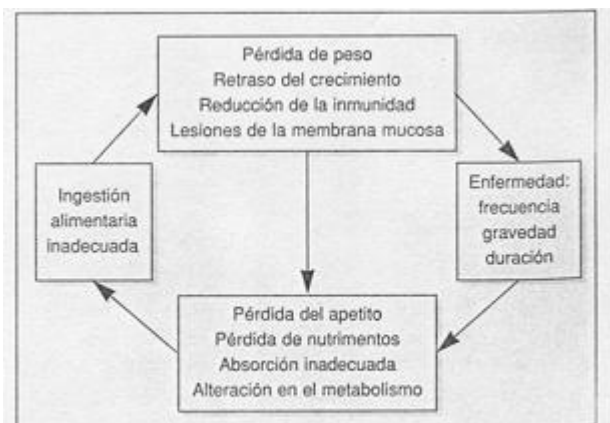 Pérdida de peso
Retraso del crecimiento
Reducción de la inmunidad
Lesiones de la membrana mucosa
Ingestión
alimentaria
inadecuada
Enfermedad:
frecuencia
gravedad
duración
Pérdida del apetito
Pérdida de nutrimentos
Absorción inadecuada
Alteración en el metabolismo